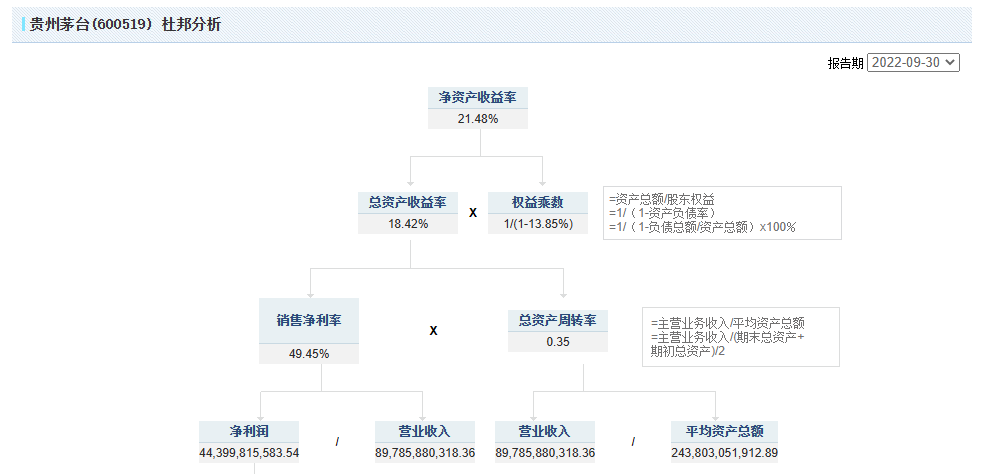 贵州茅台(600519) 杜邦分析
报告期 2022-09-30
净资产收益率
21.48%
总资产收益率 X 权益乘数
18.42% 1/(1-13.85%)
=资产总额/股东权益
=1/（1-资产负债率）
=1/（1-负债总额/资产总额）x100%
销售净利率 X 总资产周转率
49.45% 0.35
=主营业务收入/平均资产总额
=主营业务收入/(期末总资产+
期初总资产)/2
净利润 / 营业收入 营业收入 / 平均资产总额
44,399,815,583.54 89,785,880,318.36 89,785,880,318.36 243,803,051,912.89